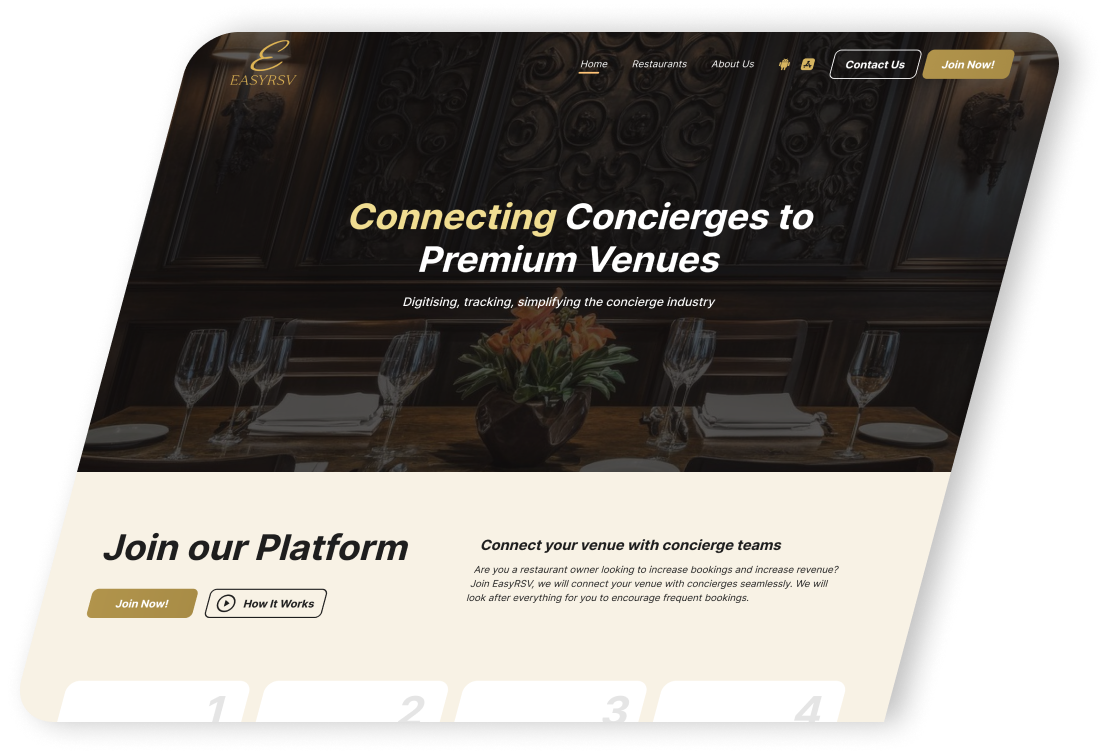 E
EASYRSV
Home Restaurants About Us Contact Us Join Now!
Connecting Concierges to
Premium Venues
Digitising, tracking, simplifying the concierge industry
Join our Platform
Join Now! How It Works
Connect your venue with concierge teams
Are you a restaurant owner looking to increase bookings and increase revenue?
Join EasyRSV, we will connect your venue with concierges seamlessly. We will
look after everything for you to encourage frequent bookings.
1 2 3 4